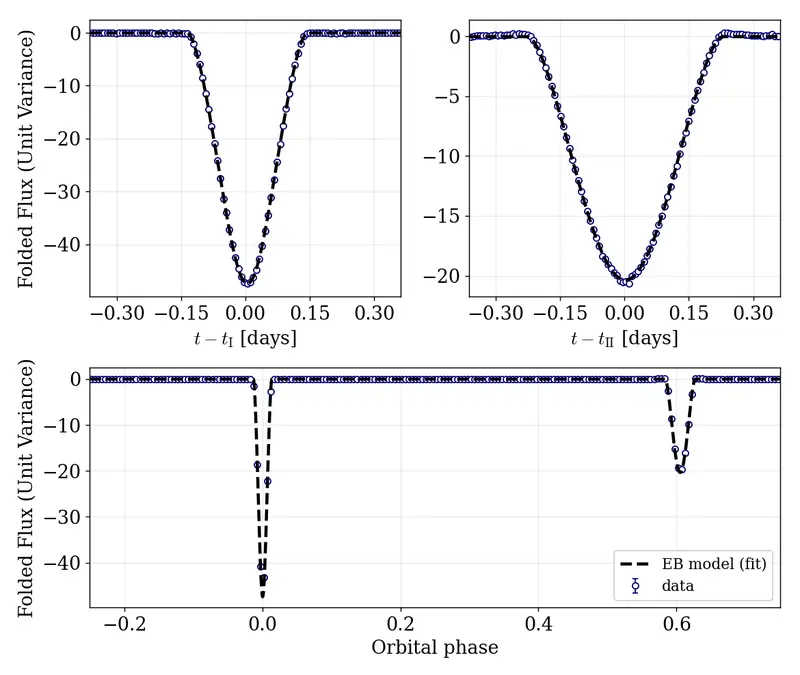 Folded Flux (Unit Variance)
0
−10
−20
−30
−40
−0.30 −0.15 0.00 0.15 0.30
t − t_I [days]
0
−5
−10
−15
−20
−0.30 −0.15 0.00 0.15 0.30
t − t_II [days]
Folded Flux (Unit Variance)
0
−10
−20
−30
−40
−0.2 0.0 0.2 0.4 0.6
Orbital phase
EB model (fit)
data